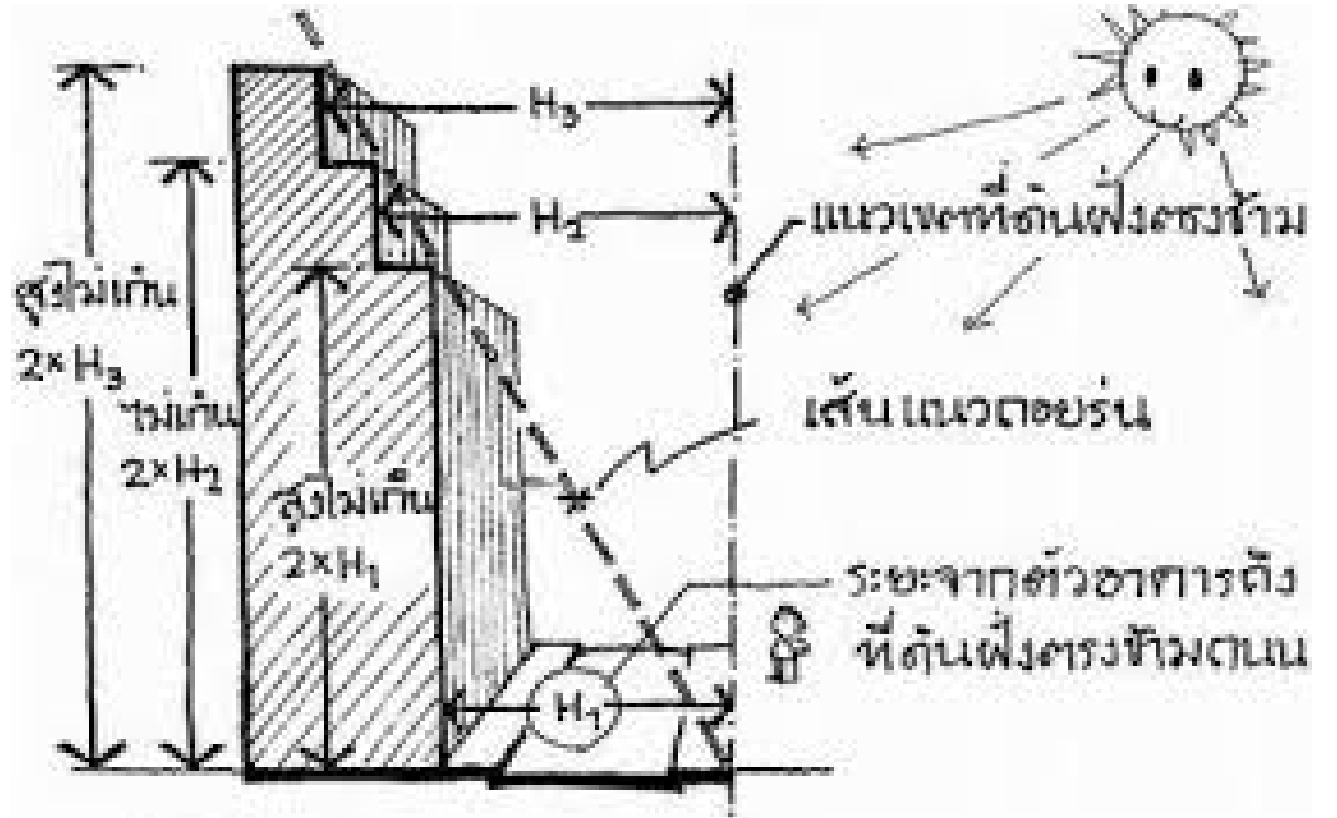 H₃
H₂
แนวเขตที่ดินฝั่งตรงข้าม
สูงไม่เกิน
2×H₃
ไม่เกิน
2×H₂
สูงไม่เกิน
2×H₁
เส้นแนวถอยร่น
ระยะจากตัวอาคารถึง
ที่ดินฝั่งตรงข้ามถนน
H₁